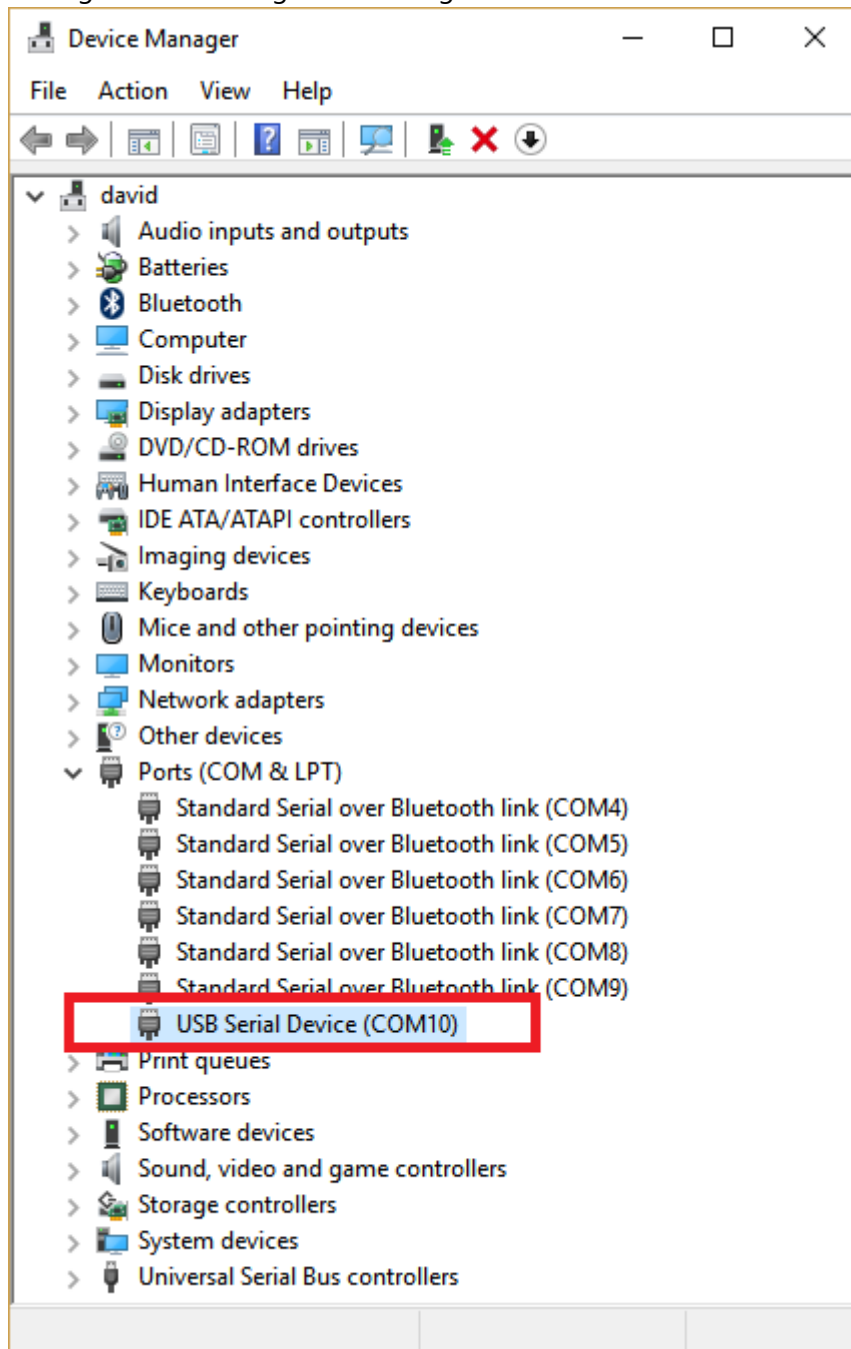 Device Manager
File Action View Help
david
Audio inputs and outputs
Batteries
Bluetooth
Computer
Disk drives
Display adapters
DVD/CD-ROM drives
Human Interface Devices
IDE ATA/ATAPI controllers
Imaging devices
Keyboards
Mice and other pointing devices
Monitors
Network adapters
Other devices
Ports (COM & LPT)
Standard Serial over Bluetooth link (COM4)
Standard Serial over Bluetooth link (COM5)
Standard Serial over Bluetooth link (COM6)
Standard Serial over Bluetooth link (COM7)
Standard Serial over Bluetooth link (COM8)
Standard Serial over Bluetooth link (COM9)
USB Serial Device (COM10)
Print queues
Processors
Software devices
Sound, video and game controllers
Storage controllers
System devices
Universal Serial Bus controllers